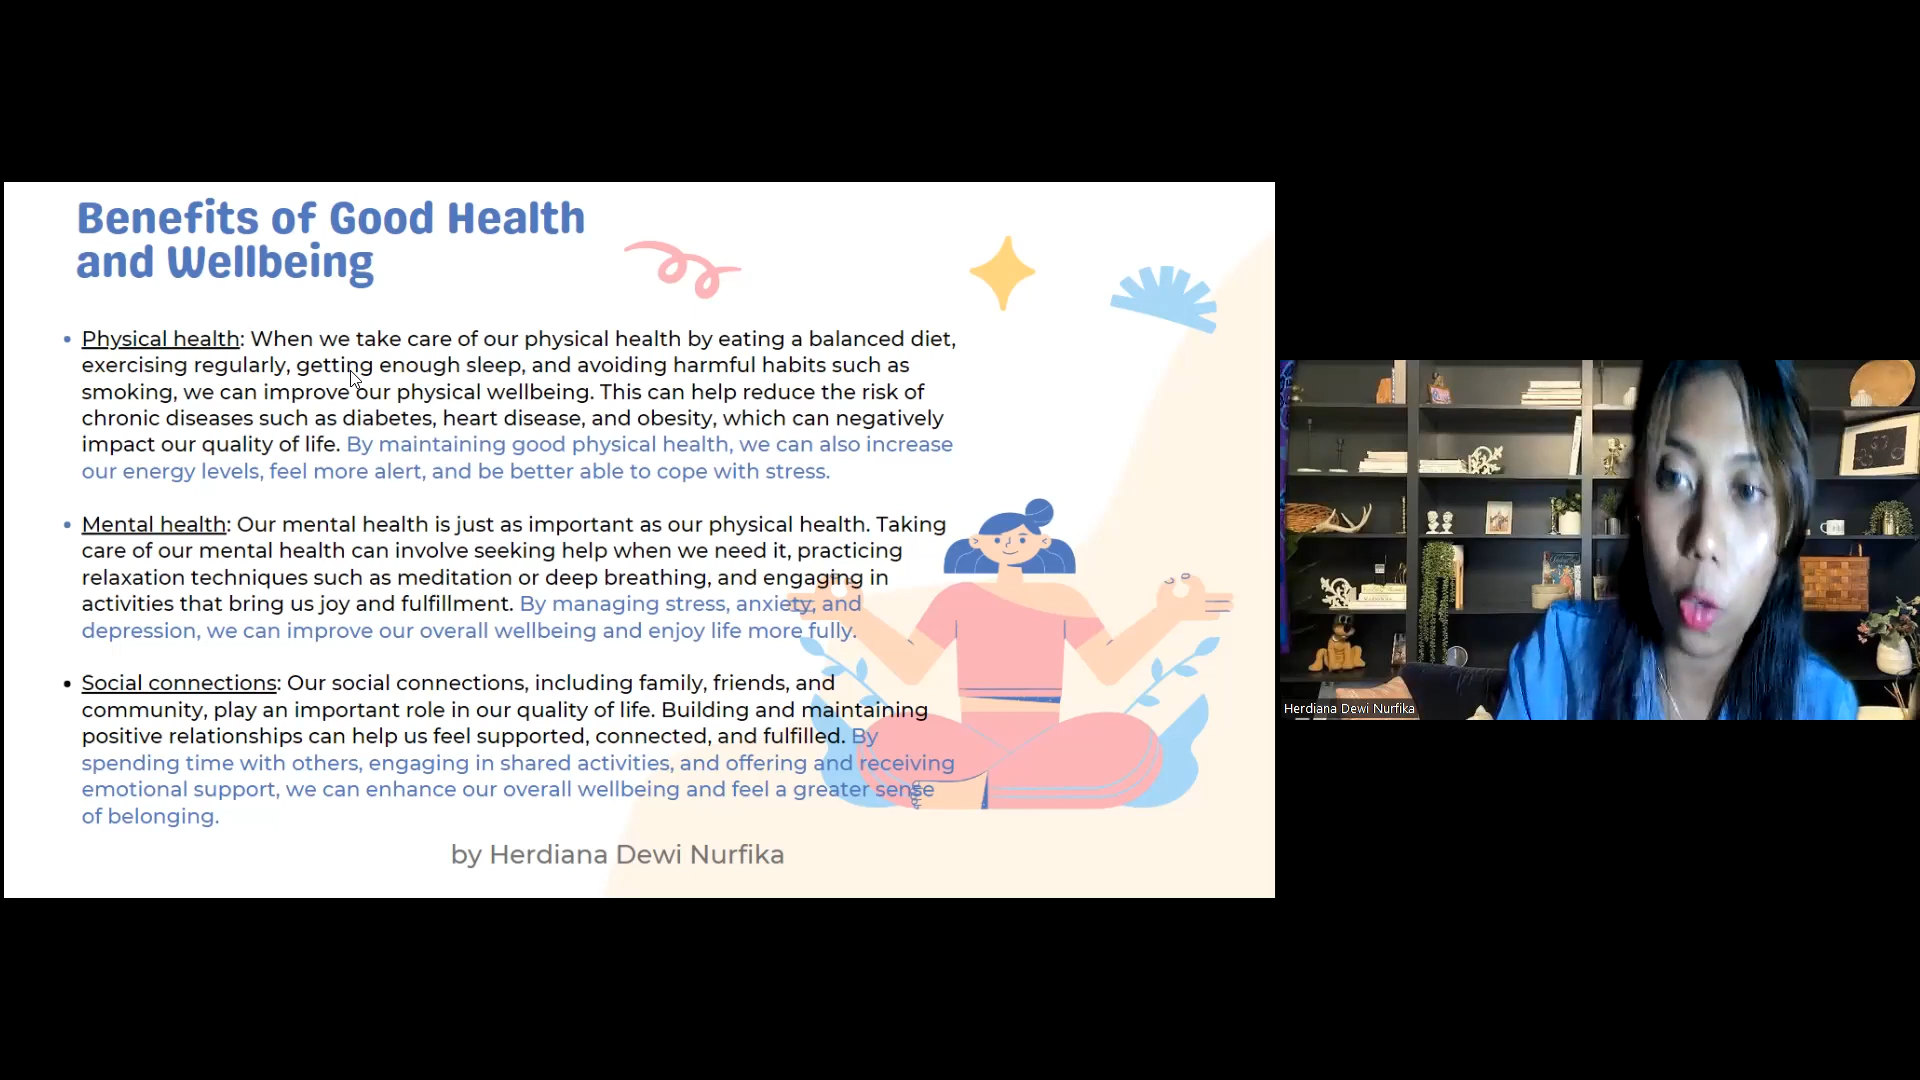 Benefits of Good Health
and Wellbeing
• Physical health: When we take care of our physical health by eating a balanced diet,
exercising regularly, getting enough sleep, and avoiding harmful habits such as
smoking, we can improve our physical wellbeing. This can help reduce the risk of
chronic diseases such as diabetes, heart disease, and obesity, which can negatively
impact our quality of life. By maintaining good physical health, we can also increase
our energy levels, feel more alert, and be better able to cope with stress.
• Mental health: Our mental health is just as important as our physical health. Taking
care of our mental health can involve seeking help when we need it, practicing
relaxation techniques such as meditation or deep breathing, and engaging in
activities that bring us joy and fulfillment. By managing stress, anxiety, and
depression, we can improve our overall wellbeing and enjoy life more fully.
• Social connections: Our social connections, including family, friends, and
community, play an important role in our quality of life. Building and maintaining
positive relationships can help us feel supported, connected, and fulfilled. By
spending time with others, engaging in shared activities, and offering and receiving
emotional support, we can enhance our overall wellbeing and feel a greater sense
of belonging.
by Herdiana Dewi Nurfika
Herdiana Dewi Nurfika